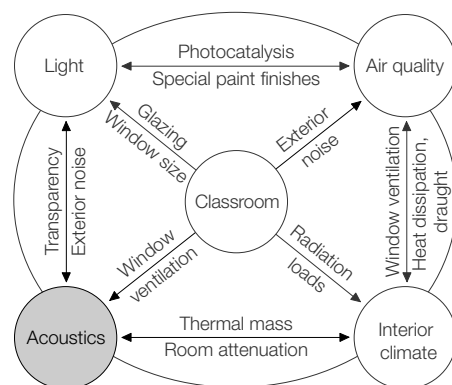 Photocatalysis
Light
Air quality
Special paint finishes
Glazing
Window size
Exterior
noise
Transparency
Exterior noise
Classroom
Window ventilation
Heat dissipation,
draught
Window
ventilation
Radiation
loads
Acoustics
Thermal mass
Room attenuation
Interior
climate